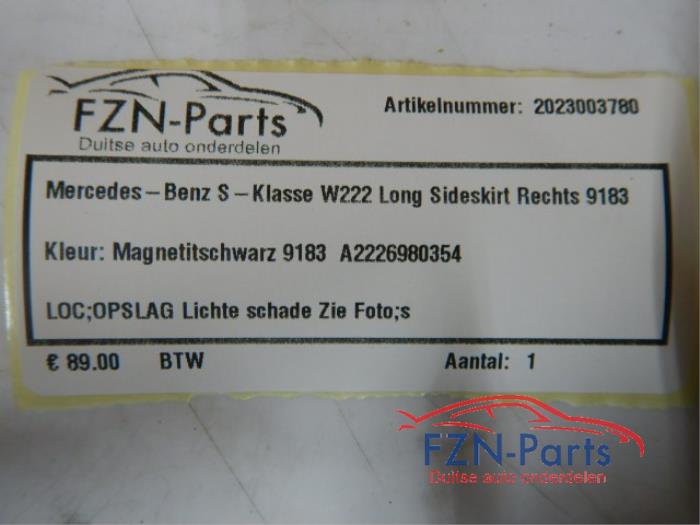 FZN-Parts
Duitse auto onderdelen
Artikelnummer: 2023003780
Mercedes-Benz S-Klasse W222 Long Sideskirt Rechts 9183
Kleur: Magnetitschwarz 9183 A2226980354
LOC;OPSLAG Lichte schade Zie Foto;s
€ 89.00 BTW Aantal: 1
FZN-Parts
Duitse auto onderdelen